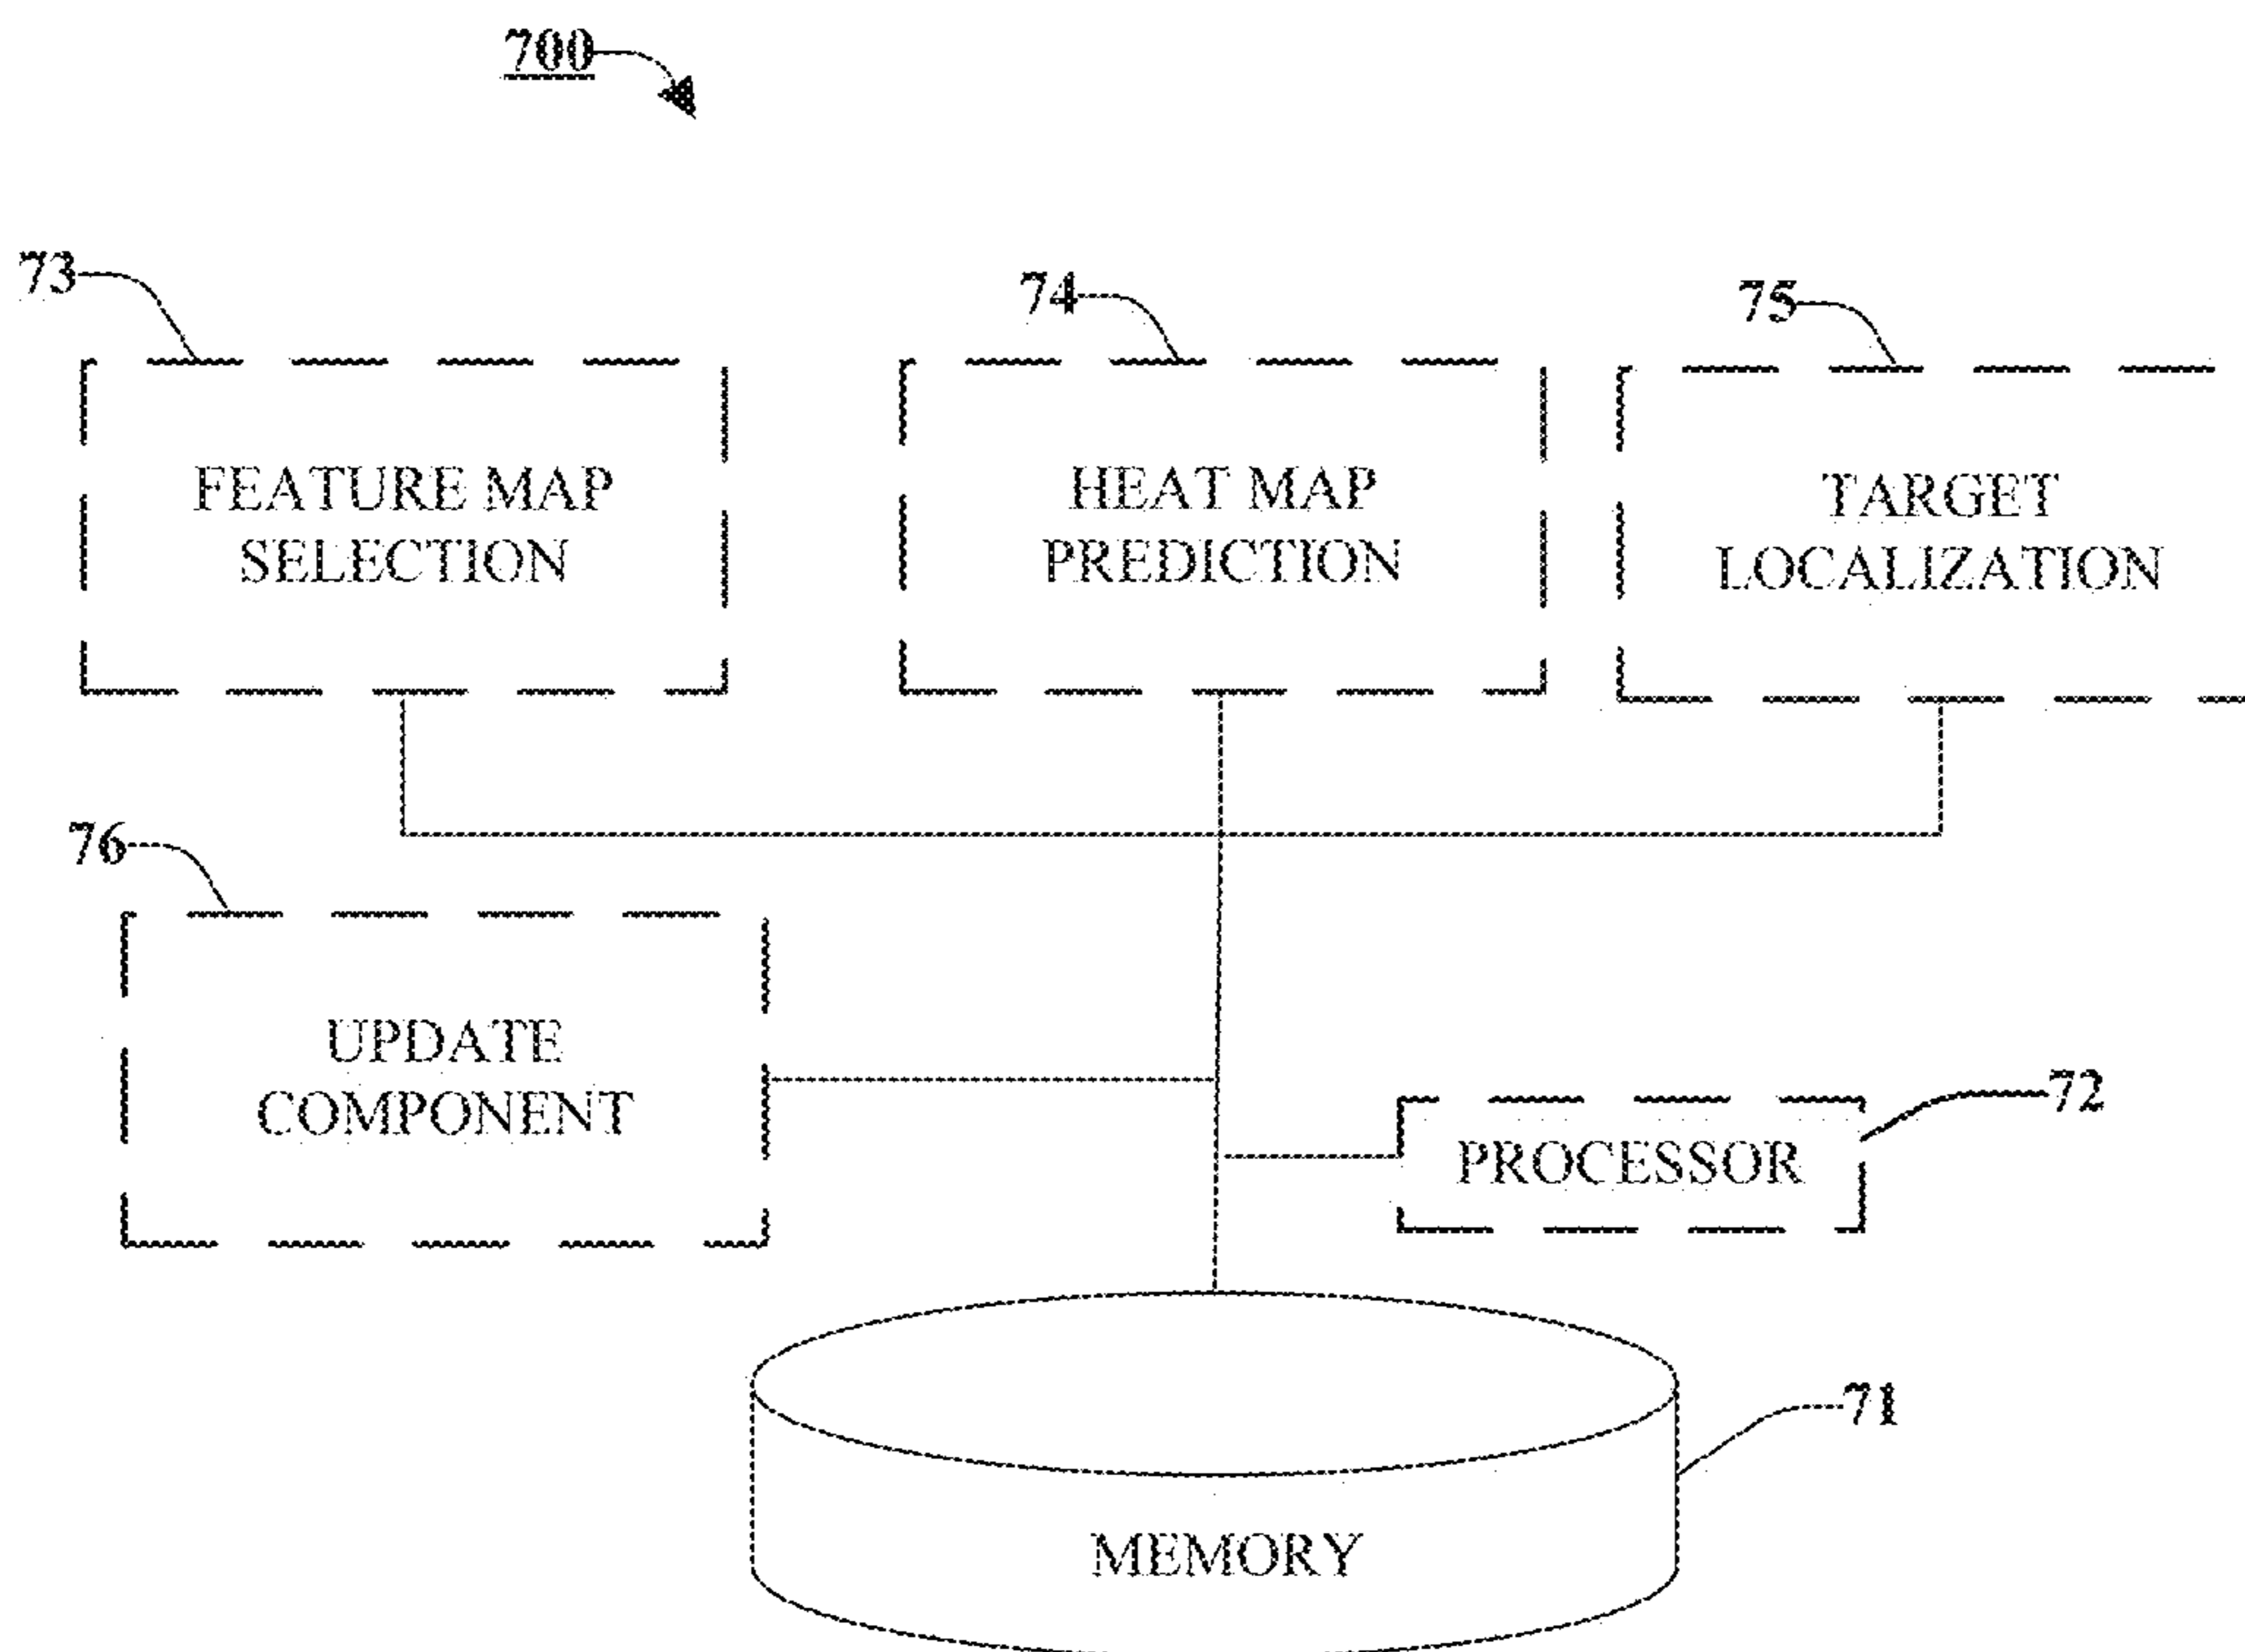 700
73
74
75
FEATURE MAP
SELECTION
HEAT MAP
PREDICTION
TARGET
LOCALIZATION
76
UPDATE
COMPONENT
72
PROCESSOR
71
MEMORY